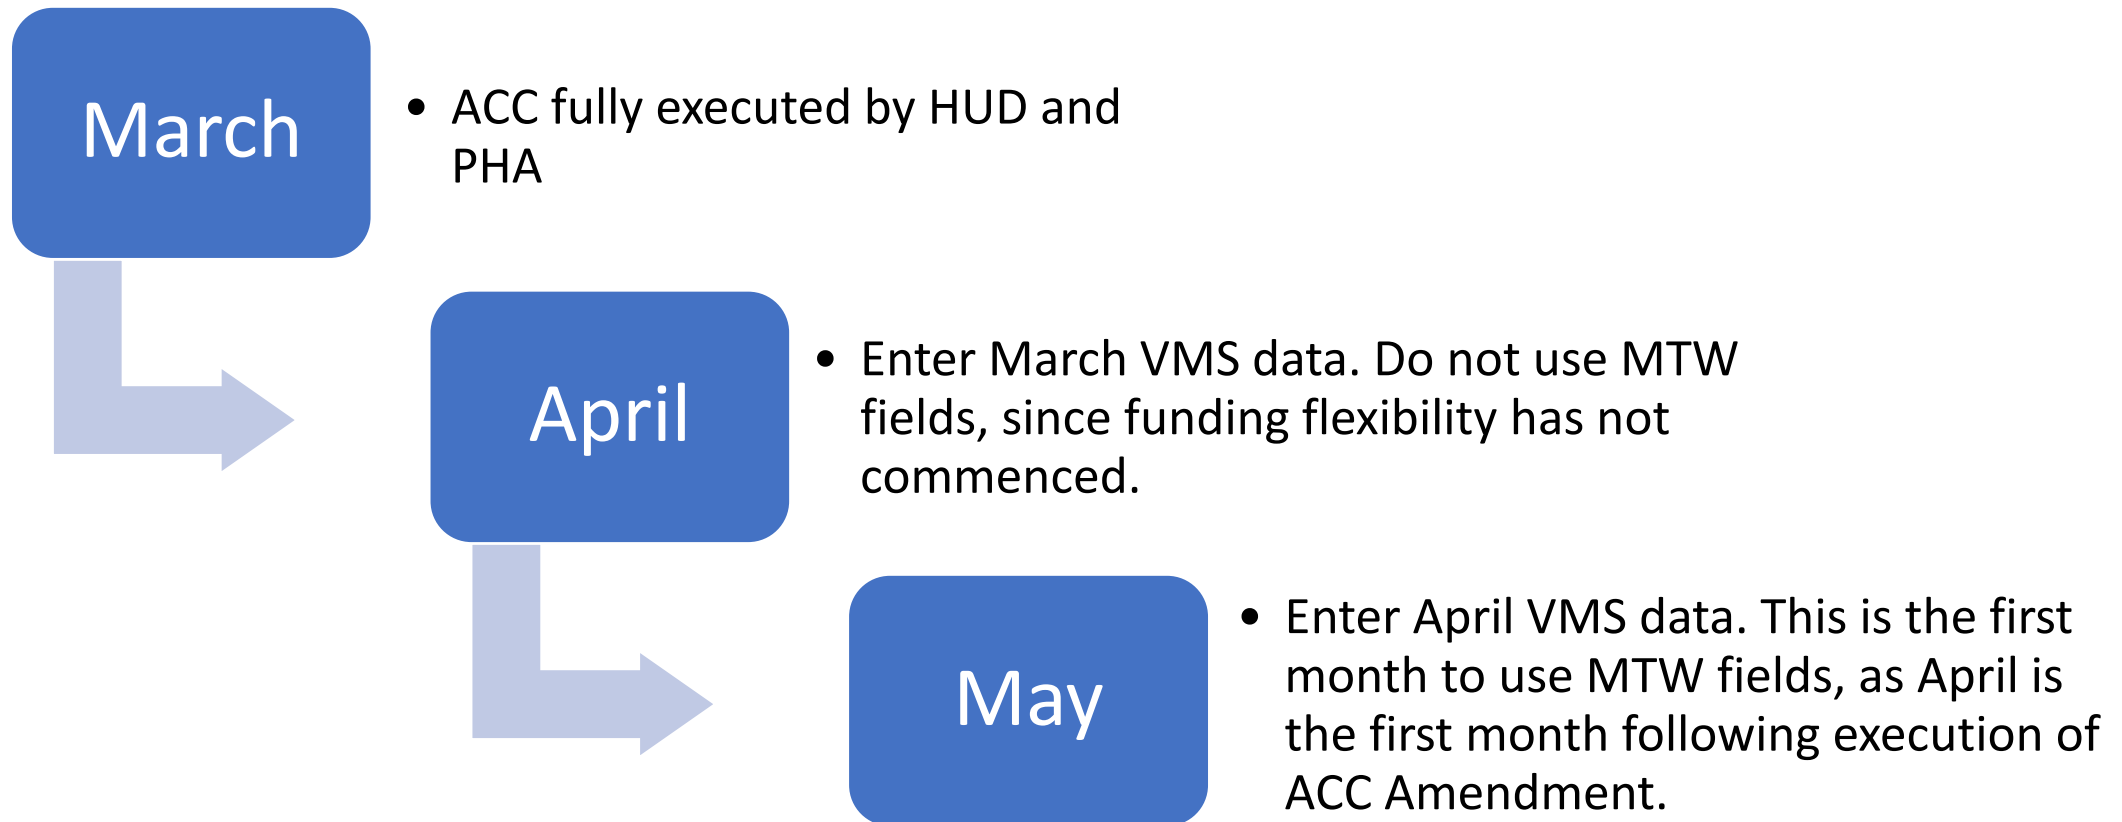 March
• ACC fully executed by HUD and
PHA
April
• Enter March VMS data. Do not use MTW
fields, since funding flexibility has not
commenced.
May
• Enter April VMS data. This is the first
month to use MTW fields, as April is
the first month following execution of
ACC Amendment.